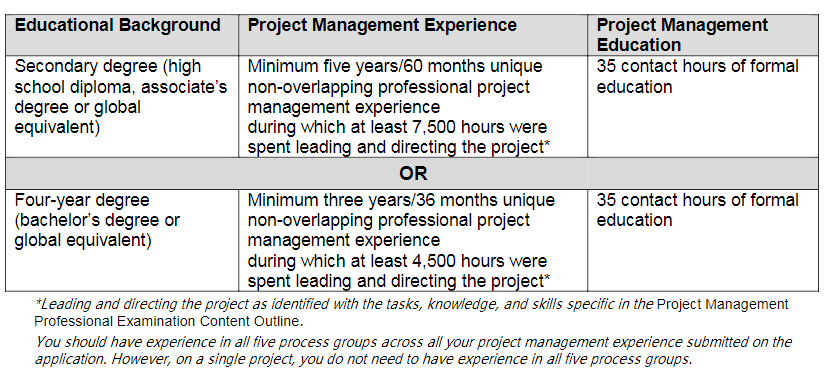 Educational Background
Project Management Experience
Project Management
Education
Secondary degree (high
school diploma, associate's
degree or global
equivalent)
Minimum five years/60 months unique
non-overlapping professional project
management experience
during which at least 7,500 hours were
spent leading and directing the project*
35 contact hours of formal
education
OR
Four-year degree
(bachelor's degree or
global equivalent)
Minimum three years/36 months unique
non-overlapping professional project
management experience
during which at least 4,500 hours were
spent leading and directing the project*
35 contact hours of formal
education
*Leading and directing the project as identified with the tasks, knowledge, and skills specific in the Project Management
Professional Examination Content Outline.
You should have experience in all five process groups across all your project management experience submitted on the
application. However, on a single project, you do not need to have experience in all five process groups.